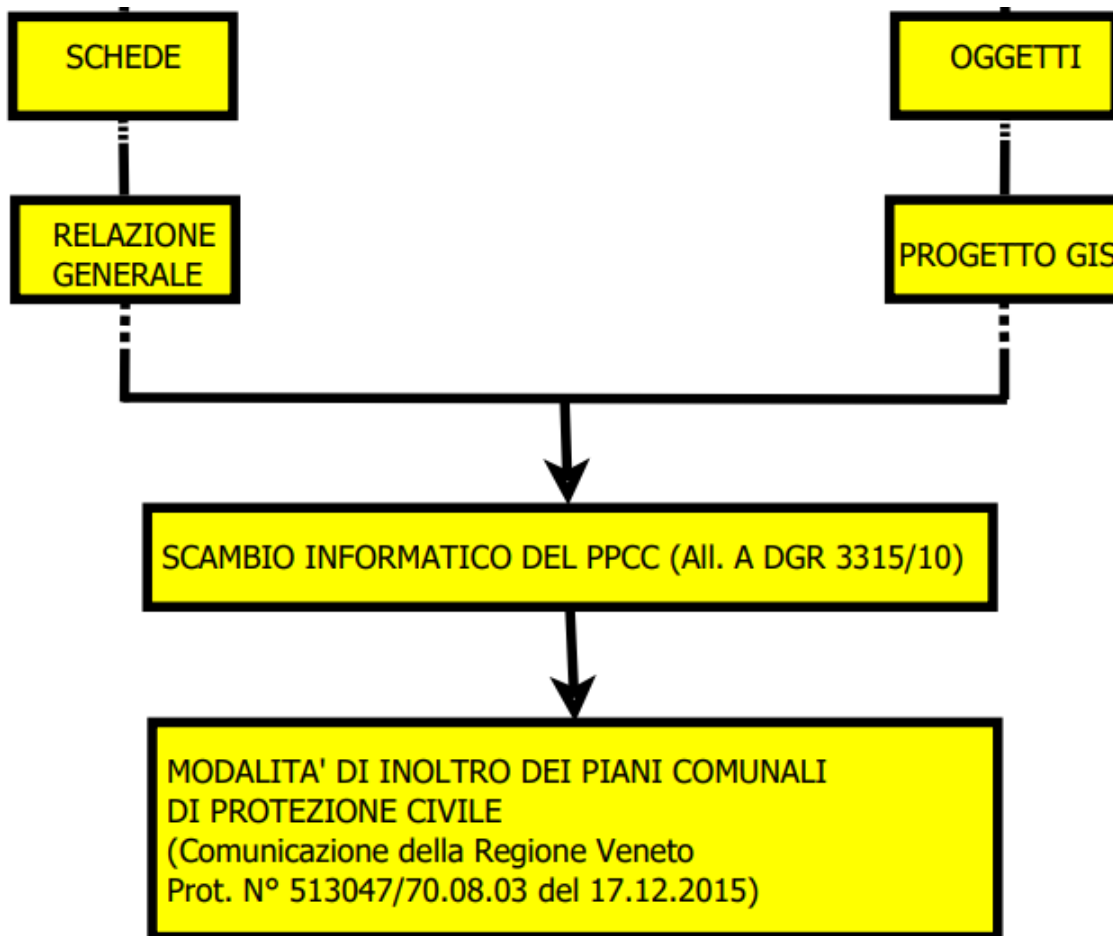 SCHEDE
OGGETTI
RELAZIONE
GENERALE
PROGETTO GIS
SCAMBIO INFORMATICO DEL PPCC (All. A DGR 3315/10)
MODALITA' DI INOLTRO DEI PIANI COMUNALI
DI PROTEZIONE CIVILE
(Comunicazione della Regione Veneto
Prot. N° 513047/70.08.03 del 17.12.2015)